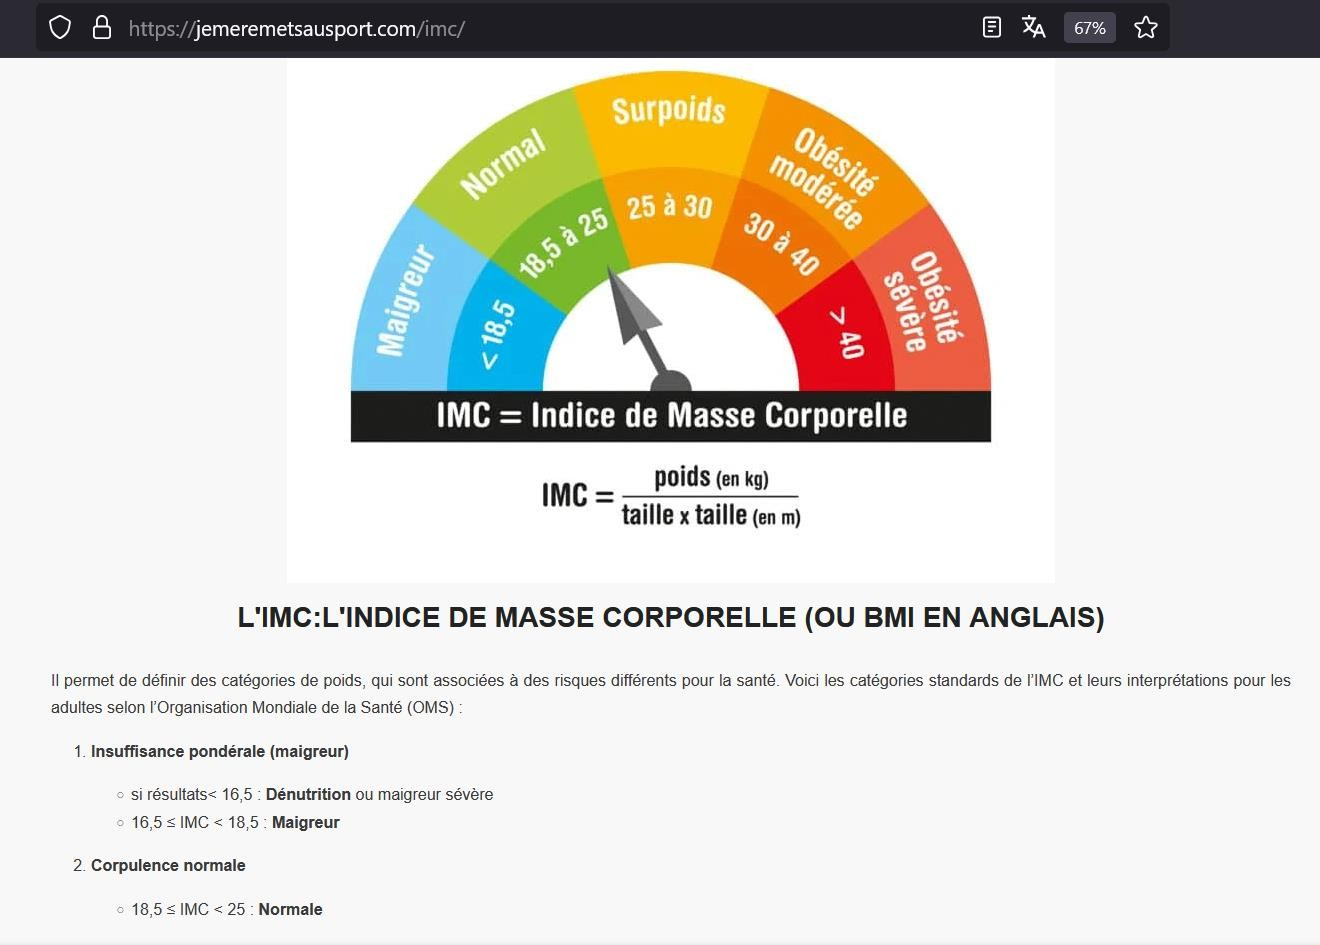 https://jemeremetsausport.com/imc/
67%
Maigreur
Normal
Surpoids
Obésité
modérée
Obésité
sévère
< 18,5
18,5 à 25
25 à 30
30 à 40
> 40
IMC = Indice de Masse Corporelle
IMC = poids (en kg)
taille x taille (en m)
L'IMC:L'INDICE DE MASSE CORPORELLE (OU BMI EN ANGLAIS)
Il permet de définir des catégories de poids, qui sont associées à des risques différents pour la santé. Voici les catégories standards de l’IMC et leurs interprétations pour les
adultes selon l’Organisation Mondiale de la Santé (OMS) :
1. Insuffisance pondérale (maigreur)
○ si résultats< 16,5 : Dénutrition ou maigreur sévère
○ 16,5 ≤ IMC < 18,5 : Maigreur
2. Corpulence normale
○ 18,5 ≤ IMC < 25 : Normale